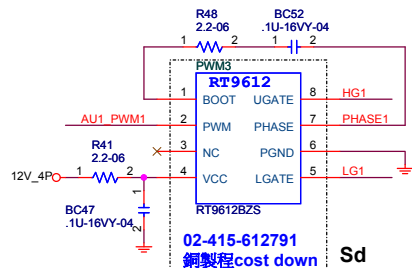 R48
2.2-06
BC52
.1U-16VY-04
1
2
1
2
PWM3
RT9612
1 BOOT UGATE 8 HG1
AU1_PWM1 2 PWM PHASE 7 PHASE1
3 NC PGND 6
12V_4P 1 R41 2.2-06 2 4 VCC LGATE 5 LG1
RT9612BZS
BC47
.1U-16VY-04
1
2
02-415-612791
銅製程cost down
Sd